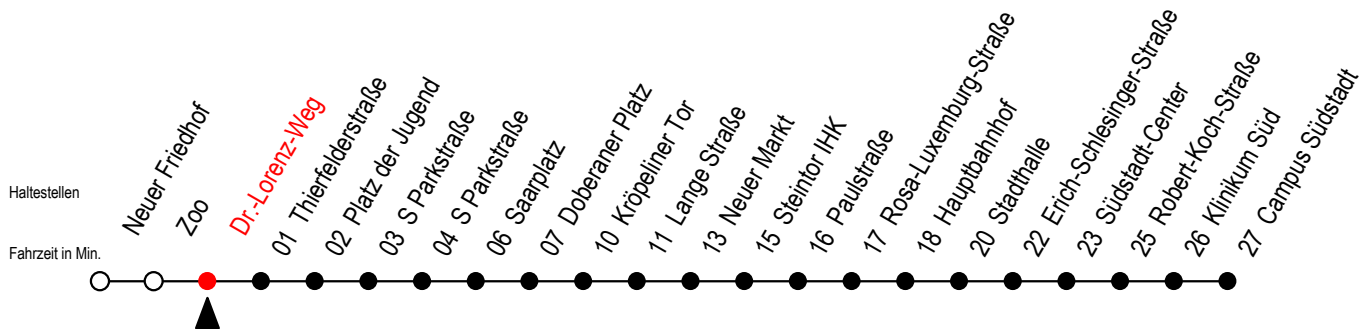 Haltestellen
Fahrzeit in Min.
Neuer Friedhof
Zoo
Dr.-Lorenz-Weg
01 Thierfelderstraße
02 Platz der Jugend
03 S Parkstraße
04 S Parkstraße
06 Saarplatz
07 Doberaner Platz
10 Kröpeliner Tor
11 Lange Straße
13 Neuer Markt
15 Steintor IHK
16 Paulstraße
17 Rosa-Luxemburg-Straße
18 Hauptbahnhof
20 Stadthalle
22 Erich-Schlesinger-Straße
23 Südstadt-Center
25 Robert-Koch-Straße
26 Klinikum Süd
27 Campus Südstadt